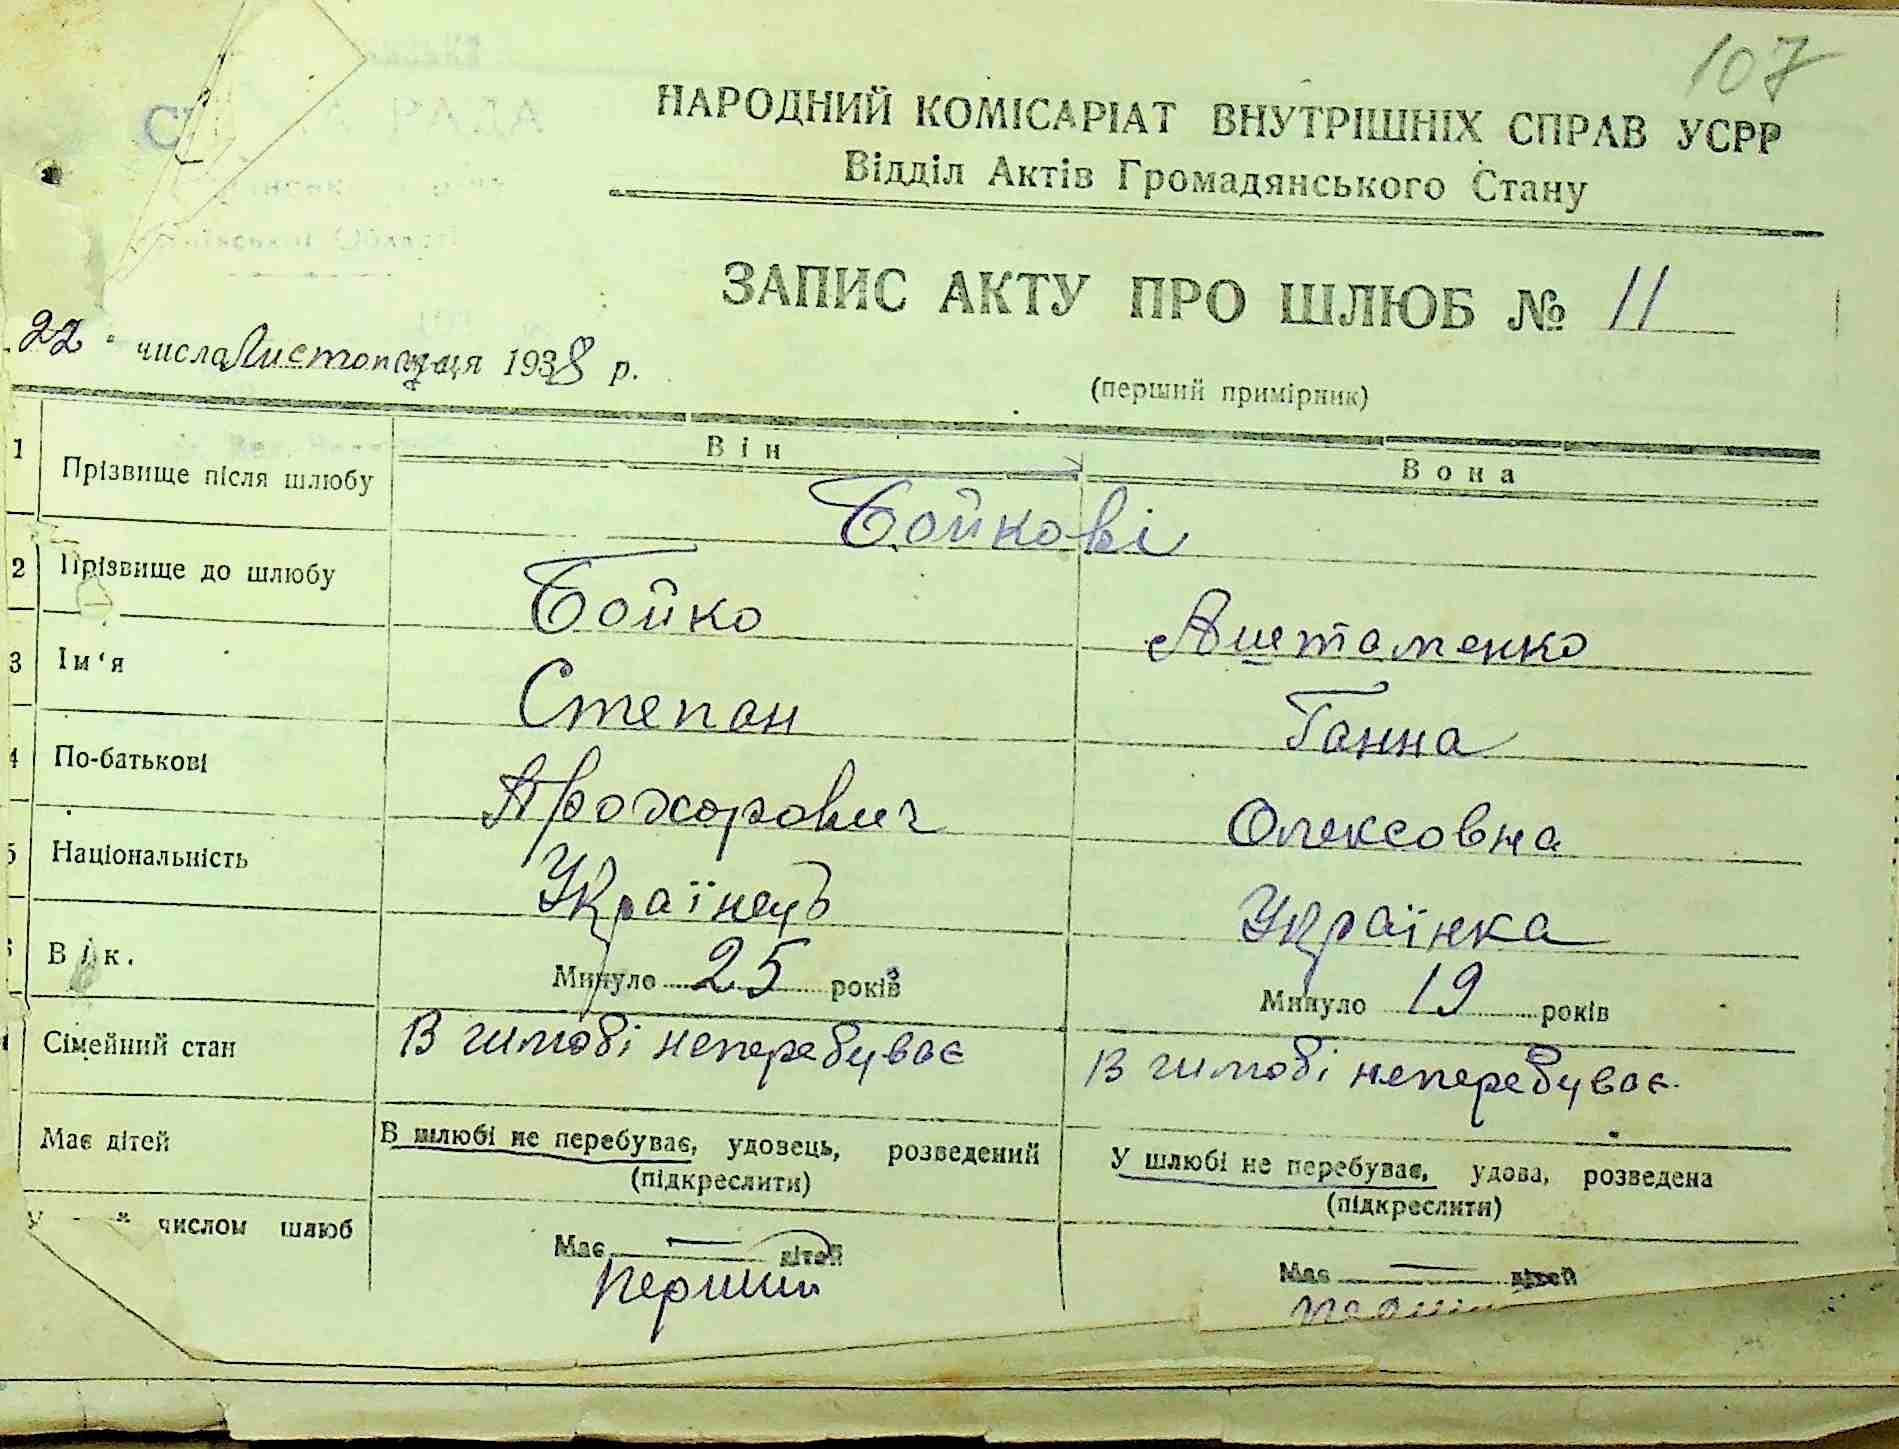 107
НАРОДНИЙ КОМІСАРІАТ ВНУТРІШНІХ СПРАВ УСРР
Відділ Актів Громадянського Стану
ЗАПИС АКТУ ПРО ШЛЮБ № 11
22 числа Листопадця 1938 р.
(перший примірник)
Він Вона
1 Прізвище після шлюбу Бойкові
2 Прізвище до шлюбу Бойко
3 Ім'я Степан Ганна
4 По-батькові Прохорович Олексовна
5 Національність Українець Українка
Вік. Минуло 25 років Минуло 19 років
Сімейний стан В шлюбі неперебуває В шлюбі неперебуває.
Має дітей В шлюбі не перебуває, удовець, розведений У шлюбі не перебуває, удова, розведена
(підкреслити) (підкреслити)
числом шлюб Має — дітей Має — дітей
Перший